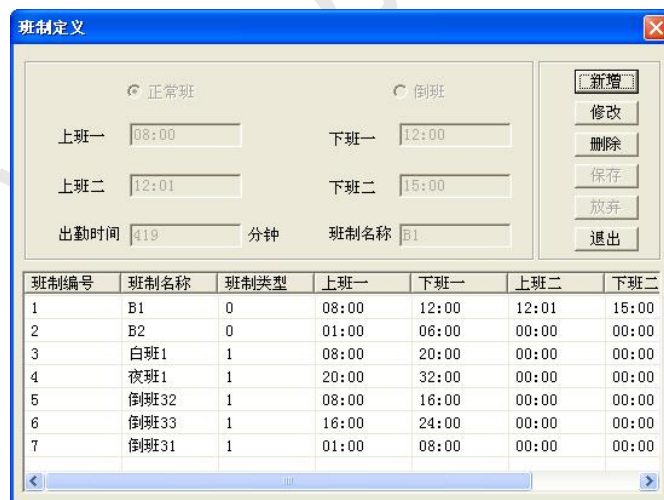 班制定义
正常班 倒班
新增
修改
上班一 08:00 下班一 12:00
删除
保存
上班二 12:01 下班二 15:00
放弃
出勤时间 419 分钟 班制名称 B1
退出
班制编号 班制名称 班制类型 上班一 下班一 上班二 下班二
1 B1 0 08:00 12:00 12:01 15:00
2 B2 0 01:00 06:00 00:00 00:00
3 白班1 1 08:00 20:00 00:00 00:00
4 夜班1 1 20:00 32:00 00:00 00:00
5 倒班32 1 08:00 16:00 00:00 00:00
6 倒班33 1 16:00 24:00 00:00 00:00
7 倒班31 1 01:00 08:00 00:00 00:00